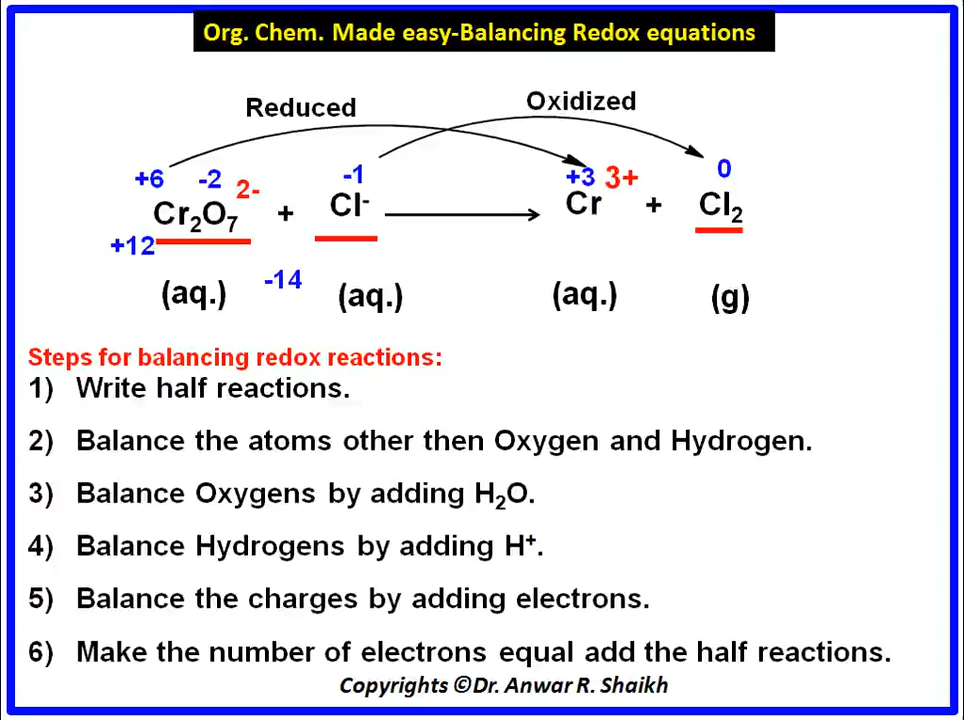 Org. Chem. Made easy-Balancing Redox equations
Reduced Oxidized
+6 -2 2- -1 +3 3+ 0
Cr₂O₇ + Cl⁻ Cr + Cl₂
+12 -14
(aq.) (aq.) (aq.) (g)
Steps for balancing redox reactions:
1) Write half reactions.
2) Balance the atoms other then Oxygen and Hydrogen.
3) Balance Oxygens by adding H₂O.
4) Balance Hydrogens by adding H⁺.
5) Balance the charges by adding electrons.
6) Make the number of electrons equal add the half reactions.
Copyrights ©Dr. Anwar R. Shaikh